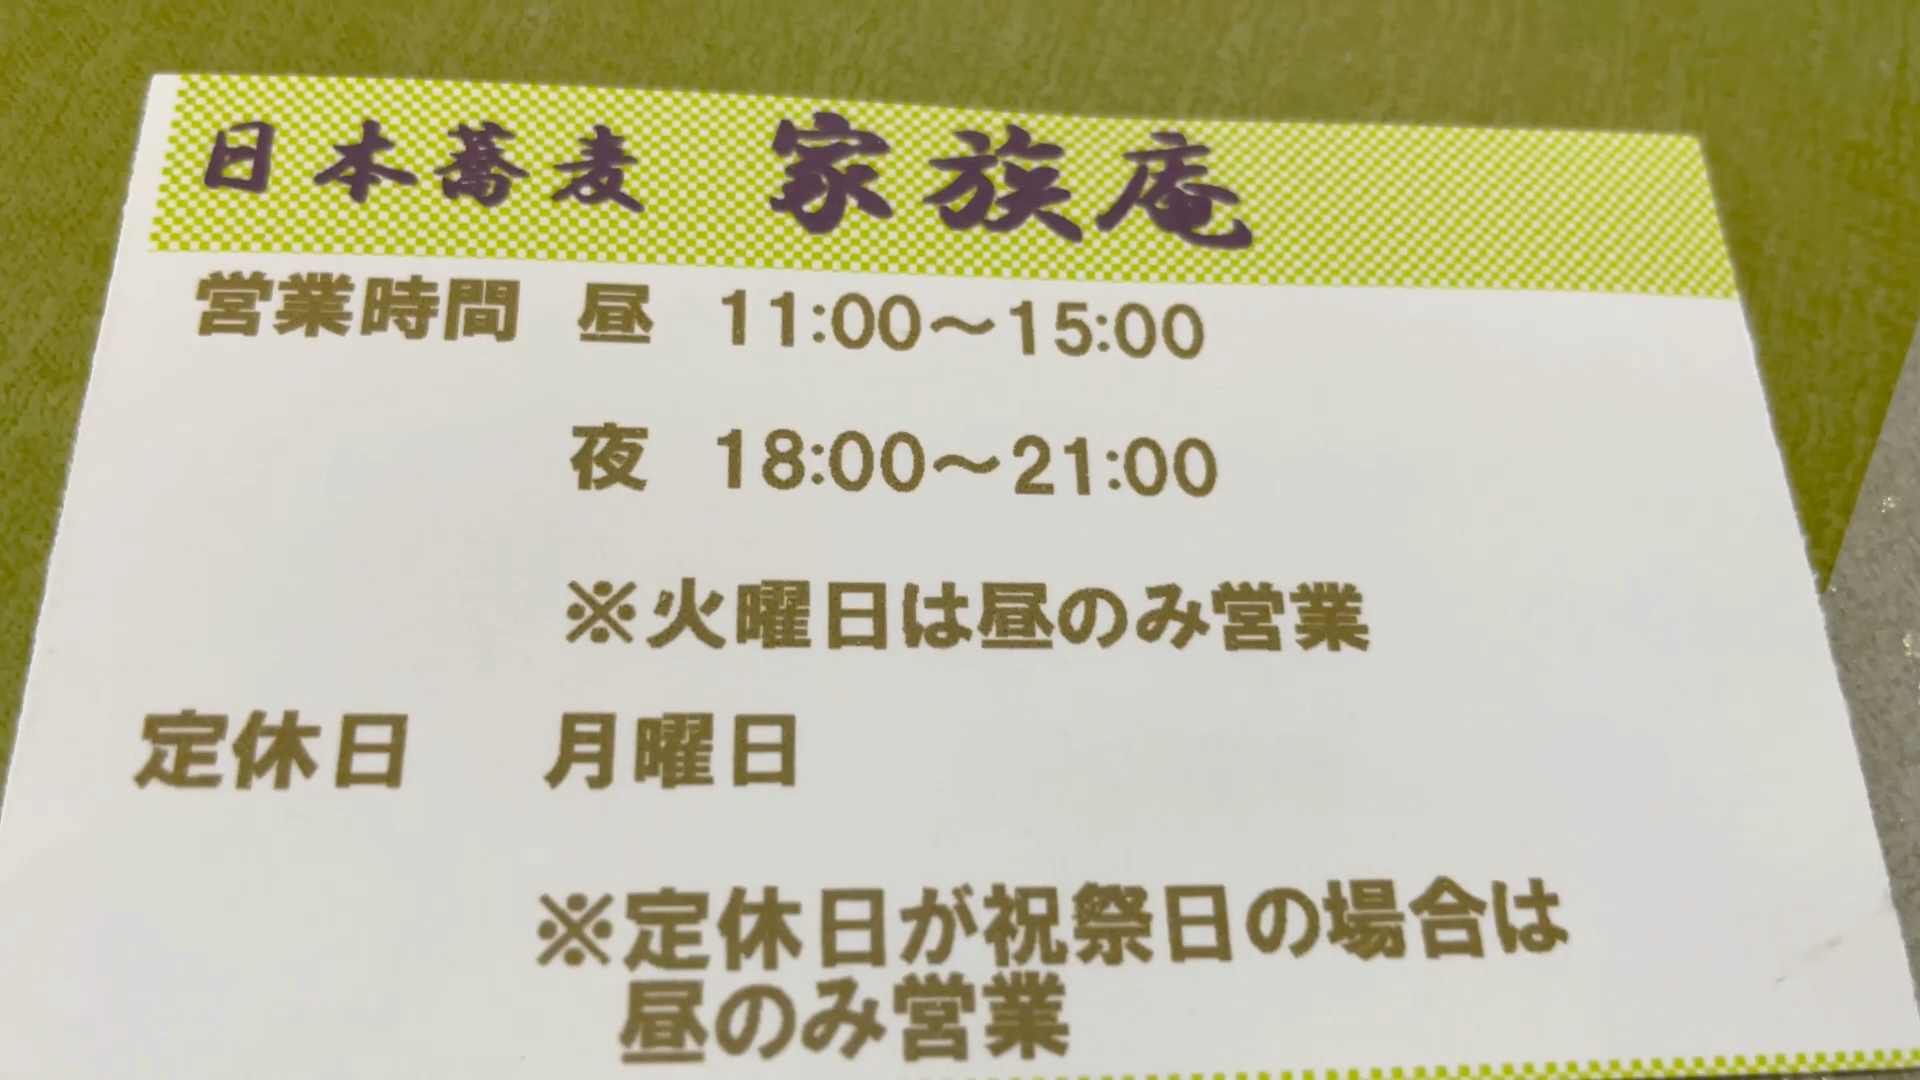 日本蕎麦 家族庵
営業時間 昼 11:00～15:00
夜 18:00～21:00
※火曜日は昼のみ営業
定休日 月曜日
※定休日が祝祭日の場合は
昼のみ営業